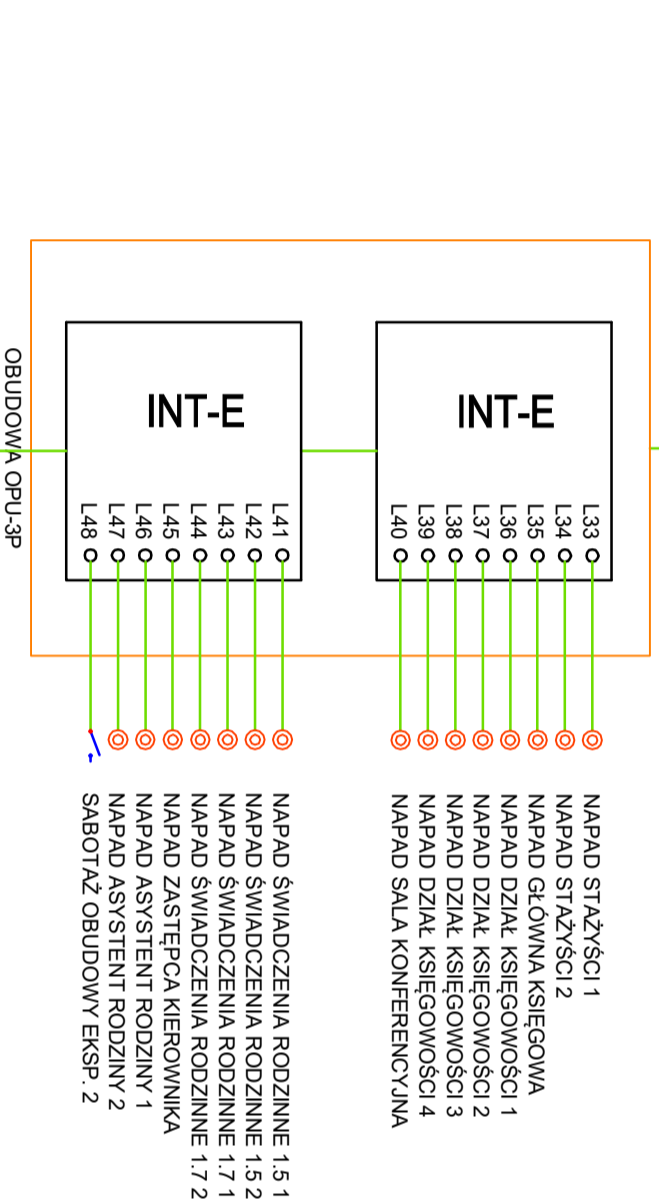 OBUDOWA OPU-3P
INT-E
L33
L34
L35
L36
L37
L38
L39
L40
NAPAD STAŻYŚCI 1
NAPAD STAŻYŚCI 2
NAPAD GŁÓWNA KSIĘGOWA
NAPAD DZIAŁ KSIĘGOWOŚCI 1
NAPAD DZIAŁ KSIĘGOWOŚCI 2
NAPAD DZIAŁ KSIĘGOWOŚCI 3
NAPAD DZIAŁ KSIĘGOWOŚCI 4
NAPAD SALA KONFERENCYJNA
INT-E
L41
L42
L43
L44
L45
L46
L47
L48
NAPAD ŚWIADCZENIA RODZINNE 1.5 1
NAPAD ŚWIADCZENIA RODZINNE 1.5 2
NAPAD ŚWIADCZENIA RODZINNE 1.7 1
NAPAD ŚWIADCZENIA RODZINNE 1.7 2
NAPAD ZASTĘPCA KIEROWNIKA
NAPAD ASYSTENT RODZINY 1
NAPAD ASYSTENT RODZINY 2
SABOTAŻ OBUDOWY EKSP. 2